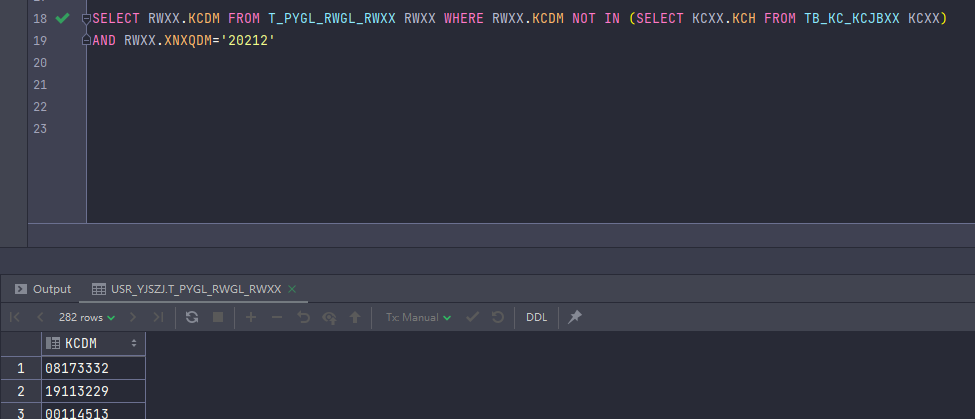 18 SELECT RWXX.KCDM FROM T_PYGL_RWGL_RWXX RWXX WHERE RWXX.KCDM NOT IN (SELECT KCXX.KCH FROM TB_KC_KCJBXX KCXX)
19 AND RWXX.XNXQDM='20212'
20
21
22
23
Output USR_YJSZJ.T_PYGL_RWGL_RWXX
282 rows Tx: Manual DDL
KCDM
1 08173332
2 19113229
3 00114513